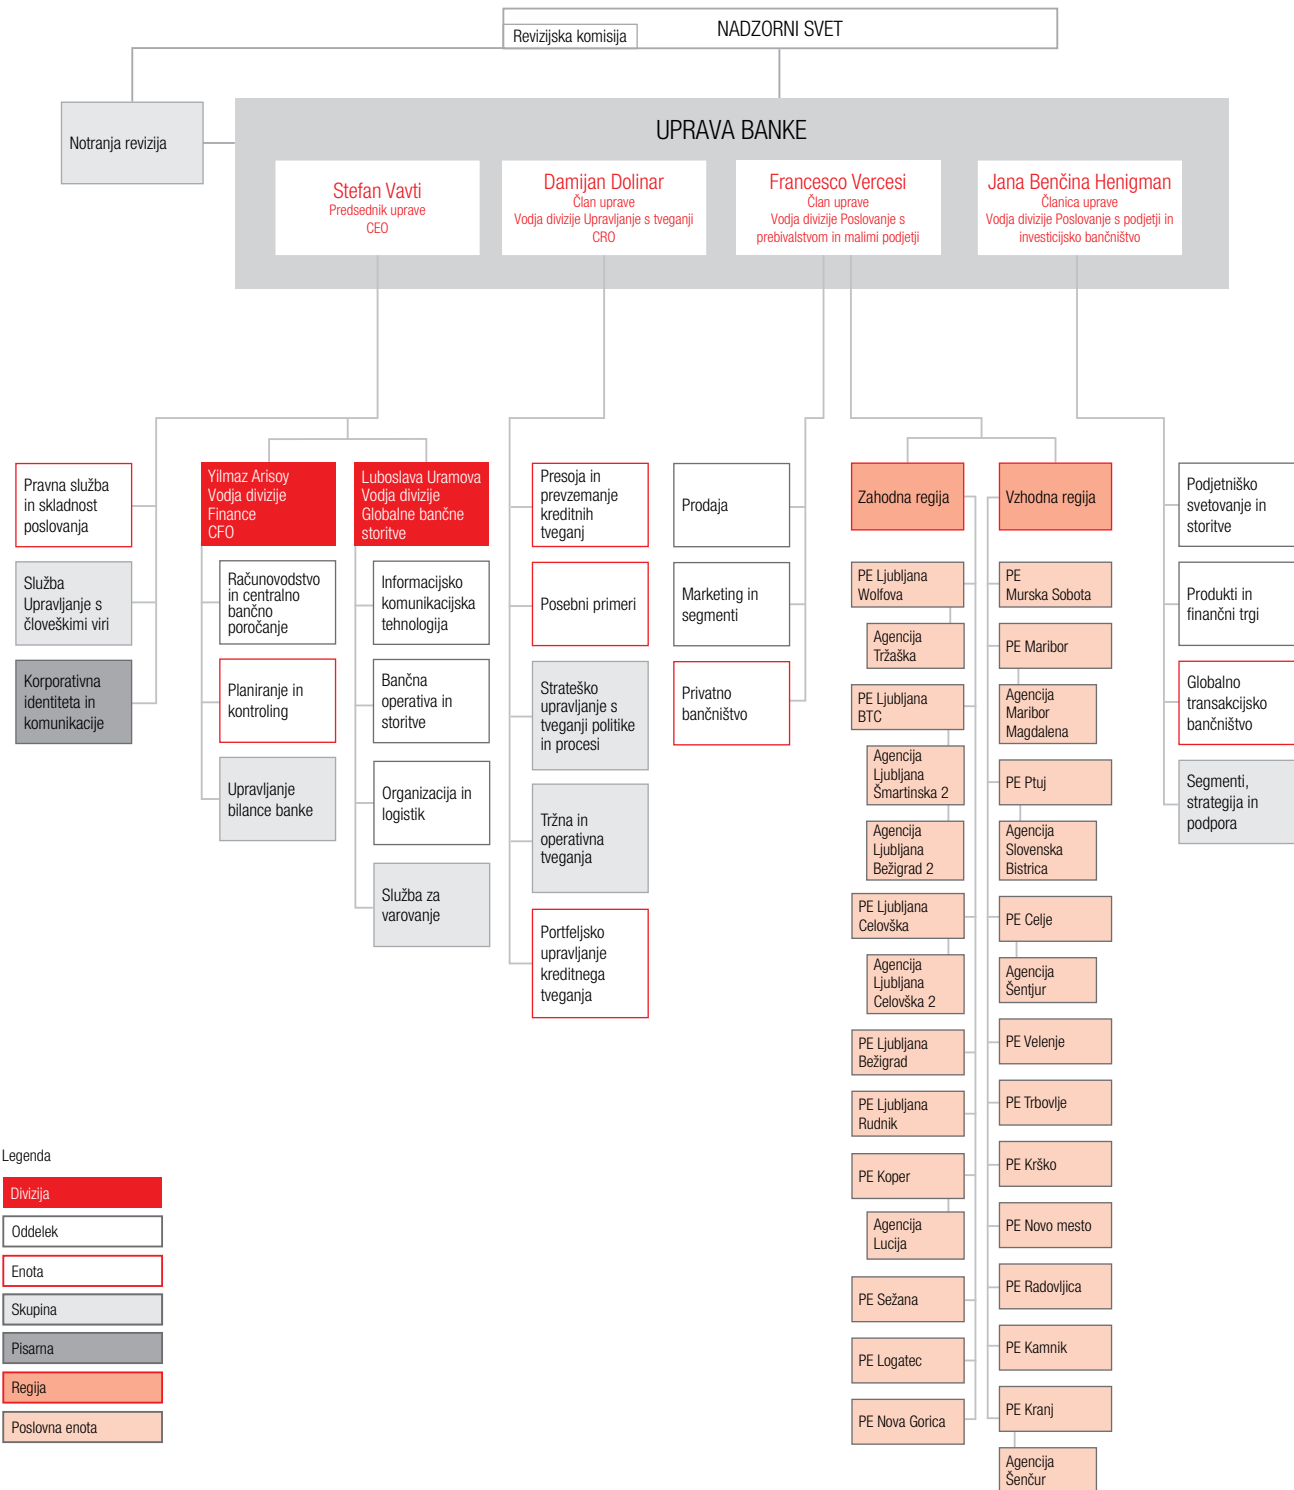 NADZORNI SVET
Revizijska komisija
Notranja revizija
UPRAVA BANKE
Stefan Vavti
Predsednik uprave
CEO
Damijan Dolinar
Član uprave
Vodja divizije Upravljanje s tveganji
CRO
Francesco Vercesi
Član uprave
Vodja divizije Poslovanje s
prebivalstvom in malimi podjetji
Jana Benčina Henigman
Članica uprave
Vodja divizije Poslovanje s podjetji in
investicijsko bančništvo
Pravna služba
in skladnost
poslovanja
Služba
Upravljanje s
človeškimi viri
Korporativna
identiteta in
komunikacije
Yilmaz Arisoy
Vodja divizije
Finance
CFO
Računovodstvo
in centralno
bančno
poročanje
Planiranje in
kontroling
Upravljanje
bilance banke
Luboslava Uramova
Vodja divizije
Globalne bančne
storitve
Informacijsko
komunikacijska
tehnologija
Bančna
operativa in
storitve
Organizacija in
logistik
Služba za
varovanje
Presoja in
prevzemanje
kreditnih
tveganj
Posebni primeri
Strateško
upravljanje s
tveganji politike
in procesi
Tržna in
operativna
tveganja
Portfeljsko
upravljanje
kreditnega
tveganja
Prodaja
Marketing in
segmenti
Privatno
bančništvo
Zahodna regija
PE Ljubljana
Wolfova
Agencija
Tržaška
PE Ljubljana
BTC
Agencija
Ljubljana
Šmartinska 2
Agencija
Ljubljana
Bežigrad 2
PE Ljubljana
Celovška
Agencija
Ljubljana
Celovška 2
PE Ljubljana
Bežigrad
PE Ljubljana
Rudnik
PE Koper
Agencija
Lucija
PE Sežana
PE Logatec
PE Nova Gorica
Vzhodna regija
PE
Murska Sobota
PE Maribor
Agencija
Maribor
Magdalena
PE Ptuj
Agencija
Slovenska
Bistrica
PE Celje
Agencija
Šentjur
PE Velenje
PE Trbovlje
PE Krško
PE Novo mesto
PE Radovljica
PE Kamnik
PE Kranj
Agencija
Šenčur
Podjetniško
svetovanje in
storitve
Produkti in
finančni trgi
Globalno
transakcijsko
bančništvo
Segmenti,
strategija in
podpora
Legenda
Divizija
Oddelek
Enota
Skupina
Pisarna
Regija
Poslovna enota